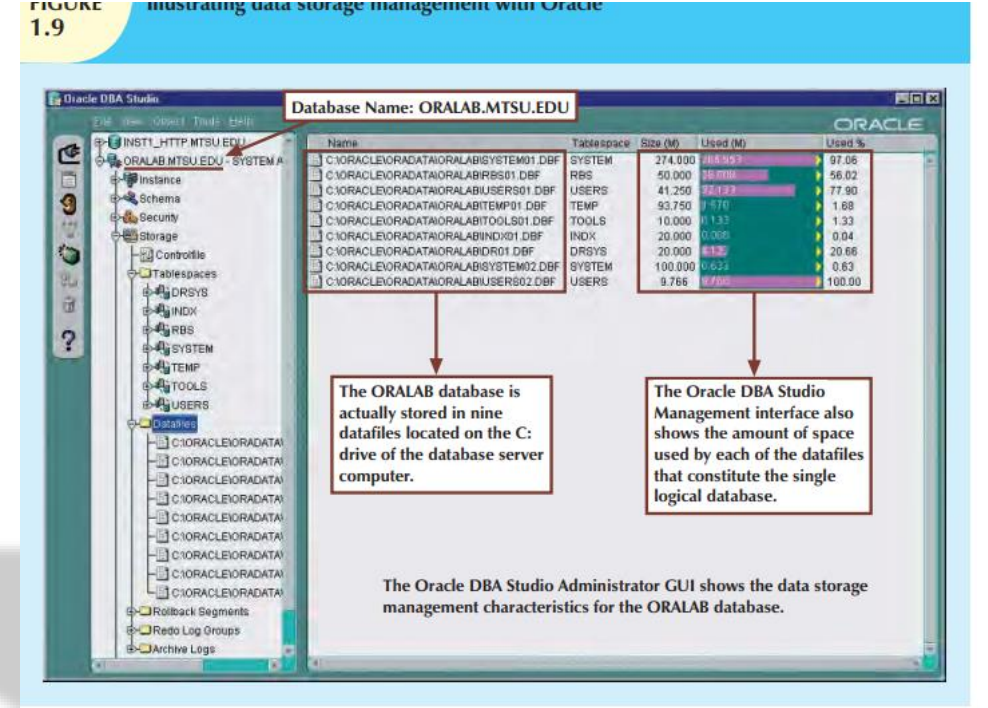 FIGURE
1.9
Illustrating data storage management with Oracle
Oracle DBA Studio
File View Object Tools Help
ORACLE
Database Name: ORALAB.MTSU.EDU
INST1_HTTP.MTSU.EDU
ORALAB.MTSU.EDU - SYSTEM A
Instance
Schema
Security
Storage
Controlfile
Tablespaces
DRSYS
INDX
RBS
SYSTEM
TEMP
TOOLS
USERS
Datafiles
C:\ORACLE\ORADATA\
C:\ORACLE\ORADATA\
C:\ORACLE\ORADATA\
C:\ORACLE\ORADATA\
C:\ORACLE\ORADATA\
C:\ORACLE\ORADATA\
C:\ORACLE\ORADATA\
C:\ORACLE\ORADATA\
C:\ORACLE\ORADATA\
Rollback Segments
Redo Log Groups
Archive Logs
Name Tablespace Size (M) Used (M) Used %
C:\ORACLE\ORADATA\ORALAB\SYSTEM01.DBF SYSTEM 274.000 97.06
C:\ORACLE\ORADATA\ORALAB\RBS01.DBF RBS 50.000 56.02
C:\ORACLE\ORADATA\ORALAB\USERS01.DBF USERS 41.250 77.90
C:\ORACLE\ORADATA\ORALAB\TEMP01.DBF TEMP 93.750 1.68
C:\ORACLE\ORADATA\ORALAB\TOOLS01.DBF TOOLS 10.000 0.133 1.33
C:\ORACLE\ORADATA\ORALAB\INDX01.DBF INDX 20.000 0.008 0.04
C:\ORACLE\ORADATA\ORALAB\DR01.DBF DRSYS 20.000 20.66
C:\ORACLE\ORADATA\ORALAB\SYSTEM02.DBF SYSTEM 100.000 0.63
C:\ORACLE\ORADATA\ORALAB\USERS02.DBF USERS 9.766 100.00
The ORALAB database is
actually stored in nine
datafiles located on the C:
drive of the database server
computer.
The Oracle DBA Studio
Management interface also
shows the amount of space
used by each of the datafiles
that constitute the single
logical database.
The Oracle DBA Studio Administrator GUI shows the data storage
management characteristics for the ORALAB database.